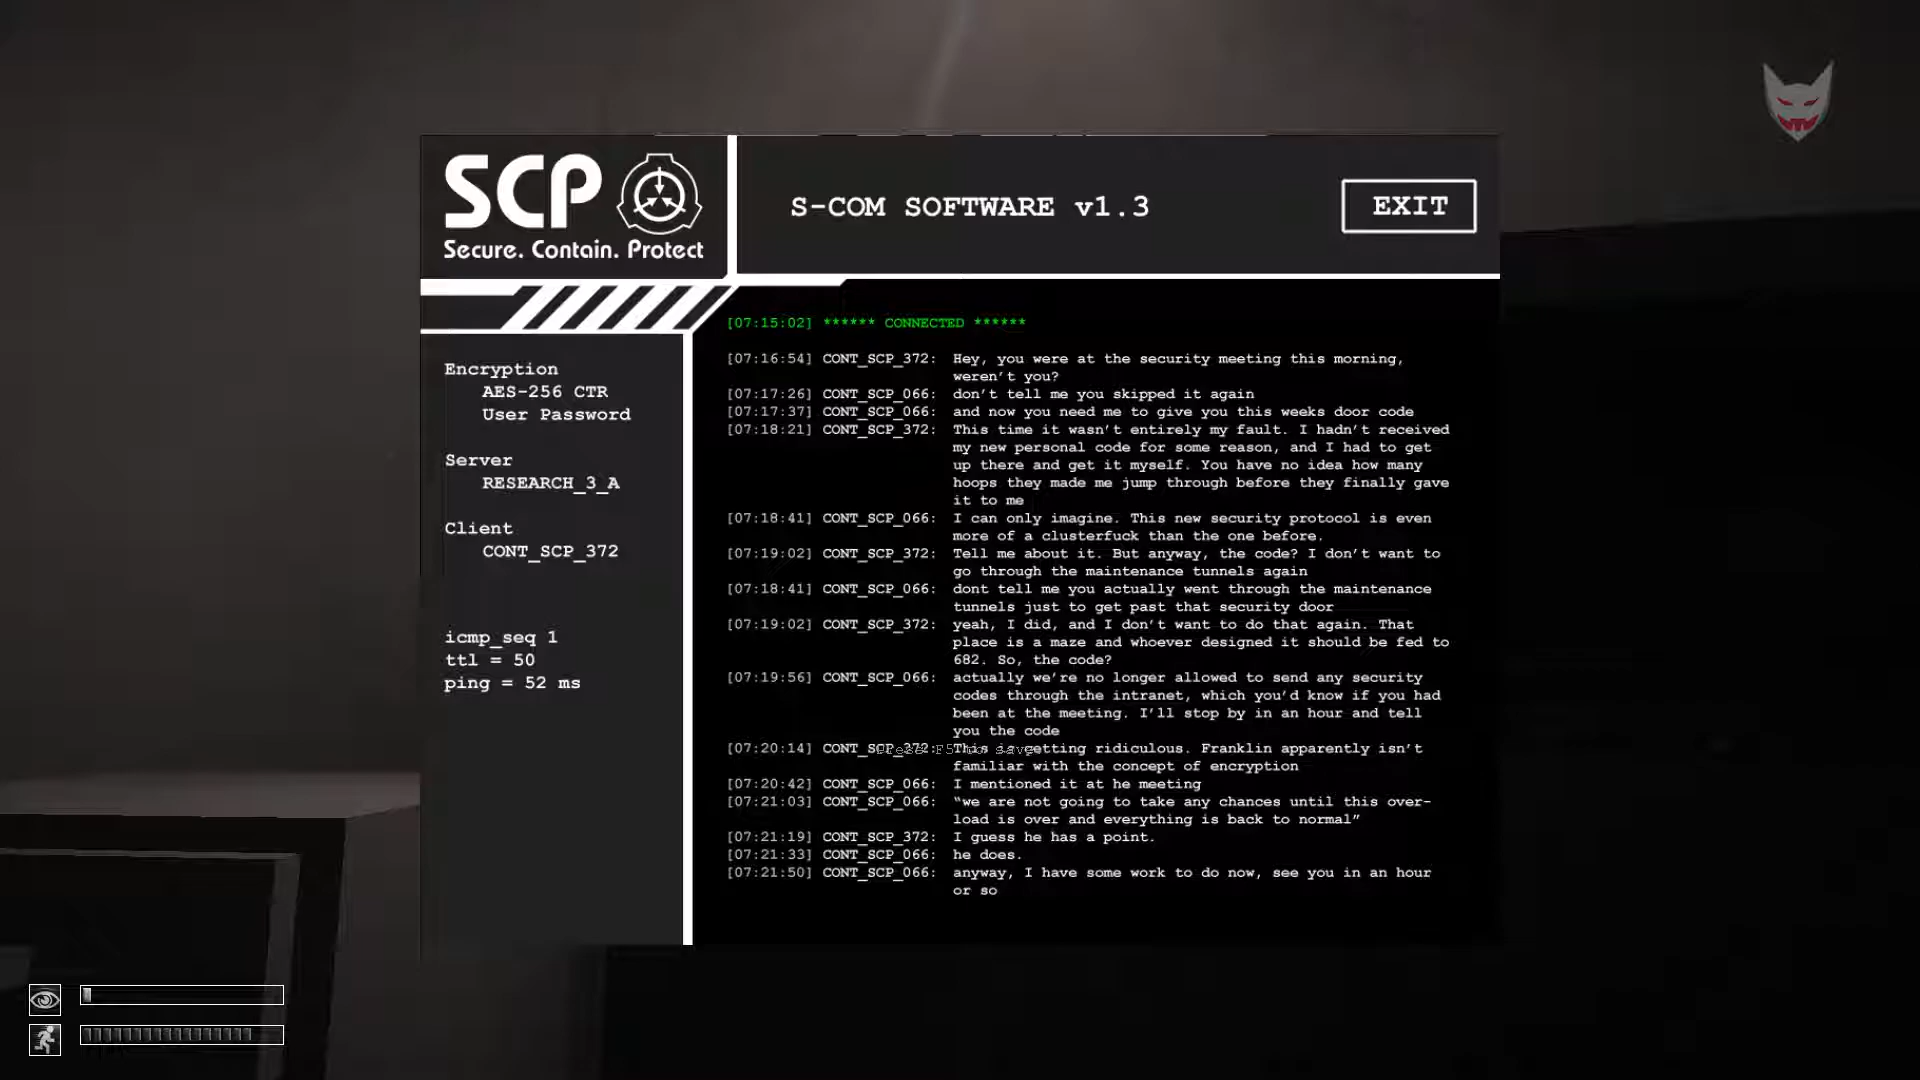 SCP
Secure. Contain. Protect
S-COM SOFTWARE v1.3
EXIT
Encryption
AES-256 CTR
User Password
Server
RESEARCH_3_A
Client
CONT_SCP_372
icmp_seq 1
ttl = 50
ping = 52 ms
[07:15:02] ****** CONNECTED ******
[07:16:54] CONT_SCP_372: Hey, you were at the security meeting this morning,
weren't you?
[07:17:26] CONT_SCP_066: don't tell me you skipped it again
[07:17:37] CONT_SCP_066: and now you need me to give you this weeks door code
[07:18:21] CONT_SCP_372: This time it wasn't entirely my fault. I hadn't received
my new personal code for some reason, and I had to get
up there and get it myself. You have no idea how many
hoops they made me jump through before they finally gave
it to me
[07:18:41] CONT_SCP_066: I can only imagine. This new security protocol is even
more of a clusterfuck than the one before.
[07:19:02] CONT_SCP_372: Tell me about it. But anyway, the code? I don't want to
go through the maintenance tunnels again
[07:18:41] CONT_SCP_066: dont tell me you actually went through the maintenance
tunnels just to get past that security door
[07:19:02] CONT_SCP_372: yeah, I did, and I don't want to do that again. That
place is a maze and whoever designed it should be fed to
682. So, the code?
[07:19:56] CONT_SCP_066: actually we're no longer allowed to send any security
codes through the intranet, which you'd know if you had
been at the meeting. I'll stop by in an hour and tell
you the code
[07:20:14] CONT_SCP_372: This is getting ridiculous. Franklin apparently isn't
familiar with the concept of encryption
Press F5 to save.
[07:20:42] CONT_SCP_066: I mentioned it at he meeting
[07:21:03] CONT_SCP_066: “we are not going to take any chances until this over-
load is over and everything is back to normal”
[07:21:19] CONT_SCP_372: I guess he has a point.
[07:21:33] CONT_SCP_066: he does.
[07:21:50] CONT_SCP_066: anyway, I have some work to do now, see you in an hour
or so